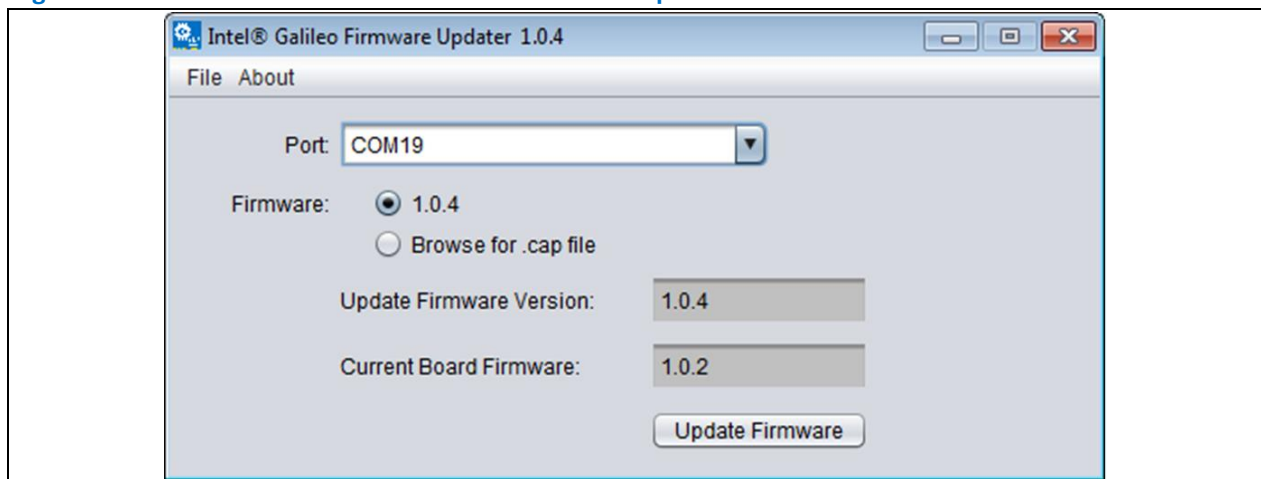 Intel® Galileo Firmware Updater 1.0.4
File About
Port: COM19
Firmware: 1.0.4
Browse for .cap file
Update Firmware Version: 1.0.4
Current Board Firmware: 1.0.2
Update Firmware